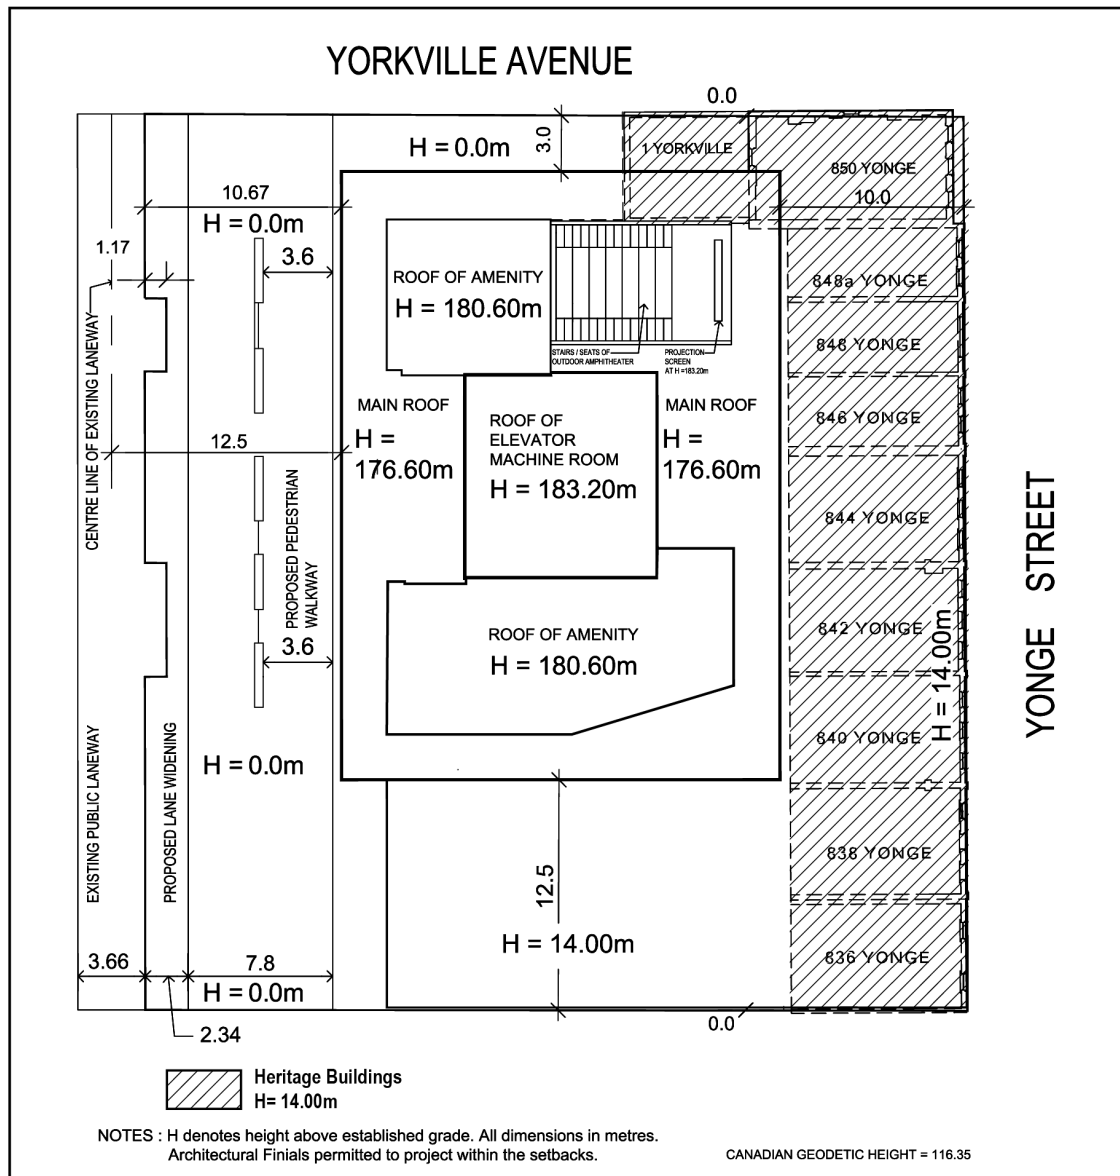 YORKVILLE AVENUE
0.0
H = 0.0m
3.0
1 YORKVILLE
850 YONGE
10.67
10.0
H = 0.0m
1.17
3.6
ROOF OF AMENITY
H = 180.60m
848a YONGE
STAIRS / SEATS OF
OUTDOOR AMPHITHEATER
PROJECTION
SCREEN
AT H =183.20m
848 YONGE
CENTRE LINE OF EXISTING LANEWAY
MAIN ROOF
H =
176.60m
ROOF OF
ELEVATOR
MACHINE ROOM
H = 183.20m
MAIN ROOF
H =
176.60m
846 YONGE
12.5
844 YONGE
PROPOSED PEDESTRIAN
WALKWAY
YONGE STREET
3.6
ROOF OF AMENITY
H = 180.60m
842 YONGE
H = 14.00m
840 YONGE
H = 0.0m
EXISTING PUBLIC LANEWAY
PROPOSED LANE WIDENING
838 YONGE
12.5
H = 14.00m
836 YONGE
3.66
7.8
H = 0.0m
2.34
0.0
Heritage Buildings
H= 14.00m
NOTES : H denotes height above established grade. All dimensions in metres.
Architectural Finials permitted to project within the setbacks.
CANADIAN GEODETIC HEIGHT = 116.35